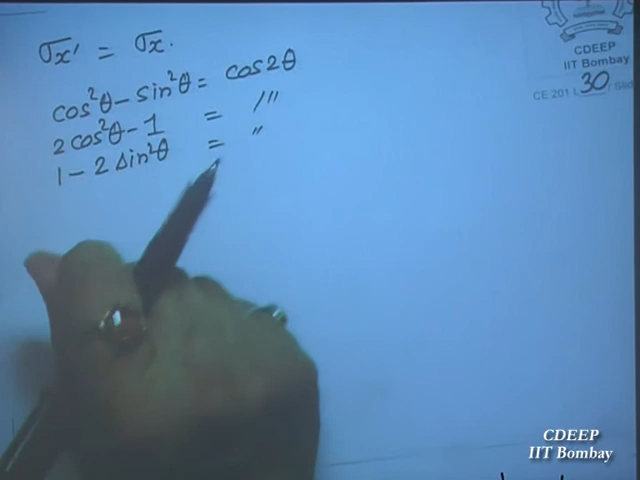 σx' = σx.
cos²θ - sin²θ = cos2θ
2cos²θ - 1 = 〃
1 - 2 sin²θ = 〃
CDEEP
IIT Bombay
CE 201 L 30 / Slid
CDEEP
IIT Bombay